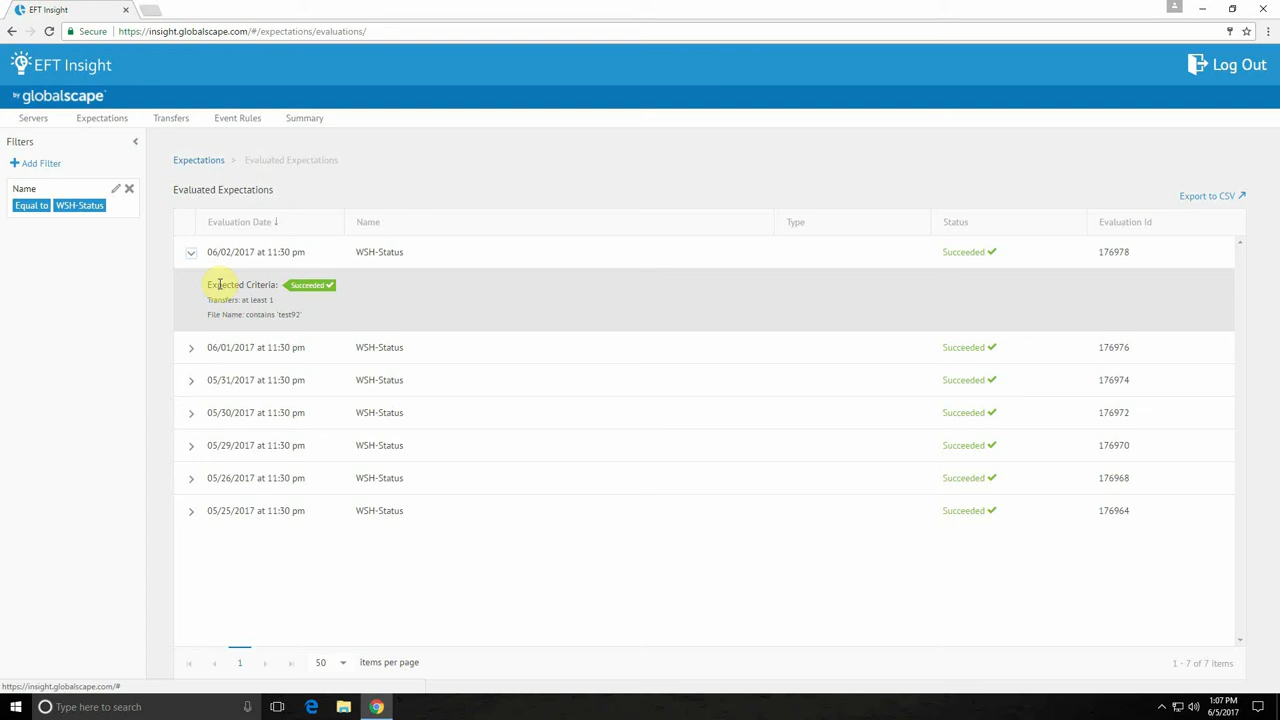 EFT Insight
Secure https://insight.globalscape.com/#/expectations/evaluations/
EFT Insight
Log Out
by globalscape
Servers Expectations Transfers Event Rules Summary
Filters
Add Filter
Name
Equal to WSH-Status
Expectations > Evaluated Expectations
Evaluated Expectations
Export to CSV
Evaluation Date Name Type Status Evaluation Id
06/02/2017 at 11:30 pm WSH-Status Succeeded 176978
Expected Criteria: Succeeded
Transfers: at least 1
File Name: contains 'test92'
06/01/2017 at 11:30 pm WSH-Status Succeeded 176976
05/31/2017 at 11:30 pm WSH-Status Succeeded 176974
05/30/2017 at 11:30 pm WSH-Status Succeeded 176972
05/29/2017 at 11:30 pm WSH-Status Succeeded 176970
05/26/2017 at 11:30 pm WSH-Status Succeeded 176968
05/25/2017 at 11:30 pm WSH-Status Succeeded 176964
1 50 items per page 1 - 7 of 7 items
https://insight.globalscape.com/#
Type here to search
1:07 PM
6/5/2017